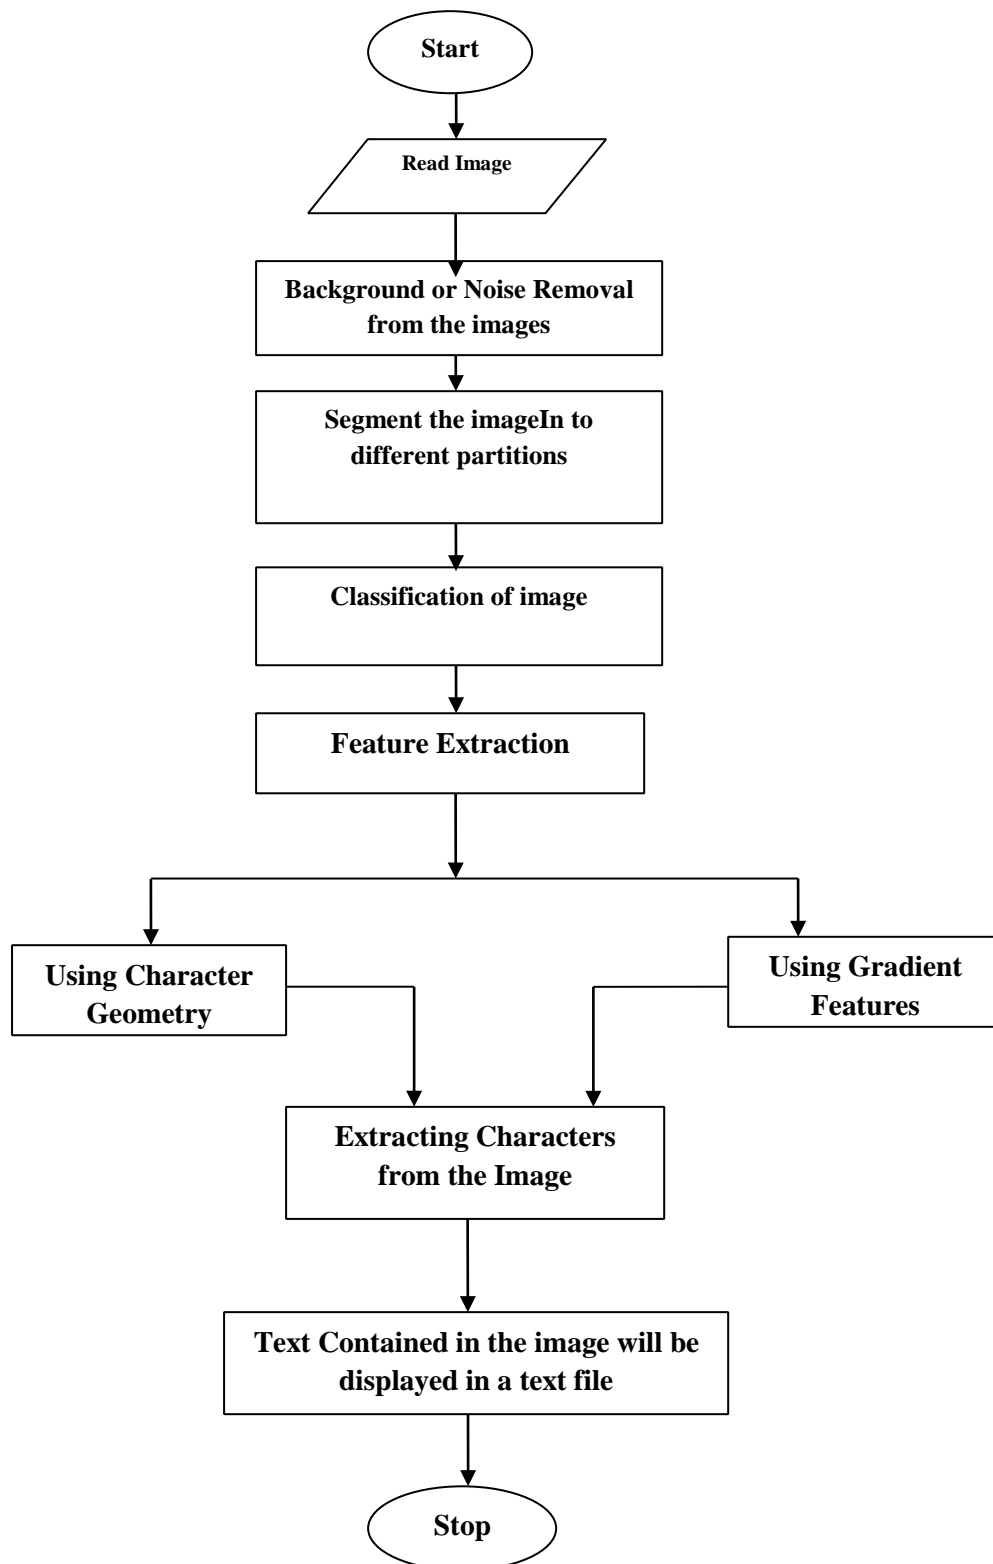 Start
Read Image
Background or Noise Removal
from the images
Segment the imageIn to
different partitions
Classification of image
Feature Extraction
Using Character
Geometry
Using Gradient
Features
Extracting Characters
from the Image
Text Contained in the image will be
displayed in a text file
Stop